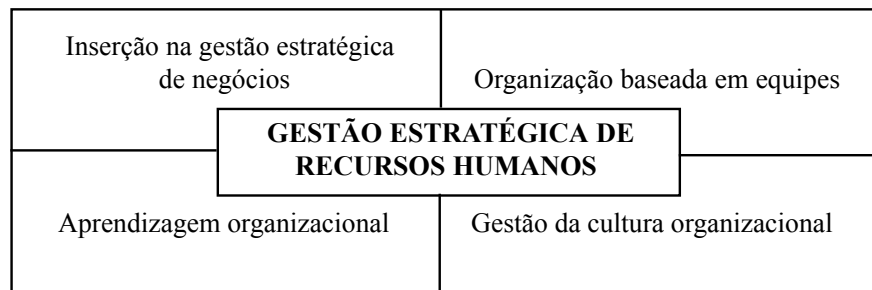 Inserção na gestão estratégica
de negócios
Organização baseada em equipes
GESTÃO ESTRATÉGICA DE
RECURSOS HUMANOS
Aprendizagem organizacional
Gestão da cultura organizacional